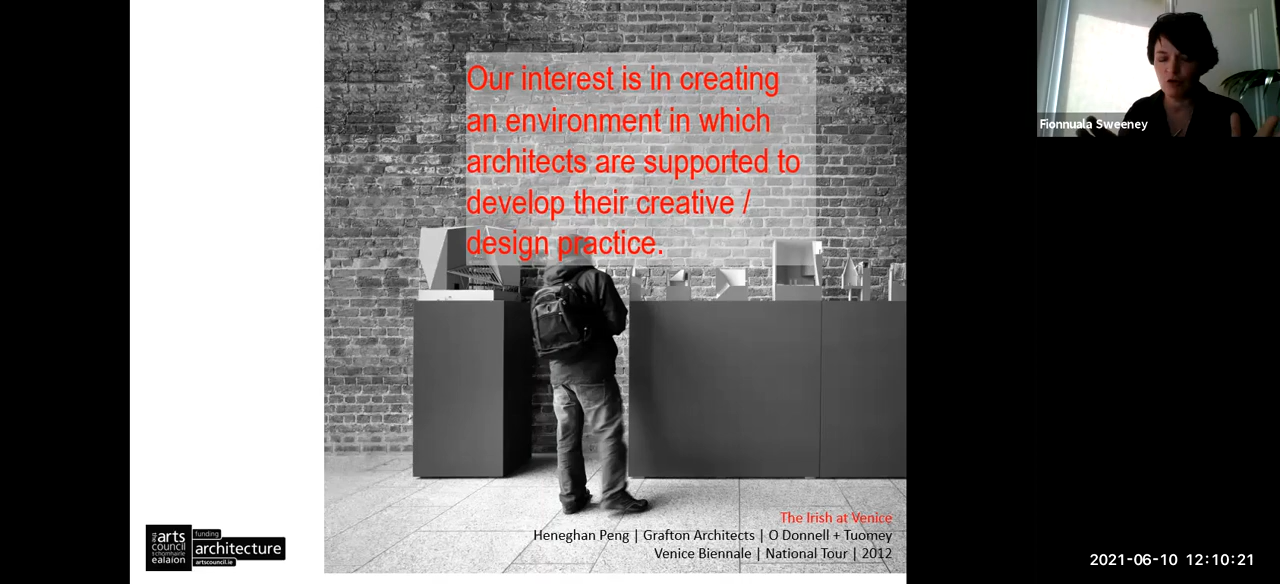 Our interest is in creating
an environment in which
architects are supported to
develop their creative /
design practice.
Fionnuala Sweeney
The Irish at Venice
Heneghan Peng | Grafton Architects | O Donnell + Tuomey
Venice Biennale | National Tour | 2012
arts
council
ealaíon
funding
architecture
artscouncil.ie
2021-06-10 12:10:21